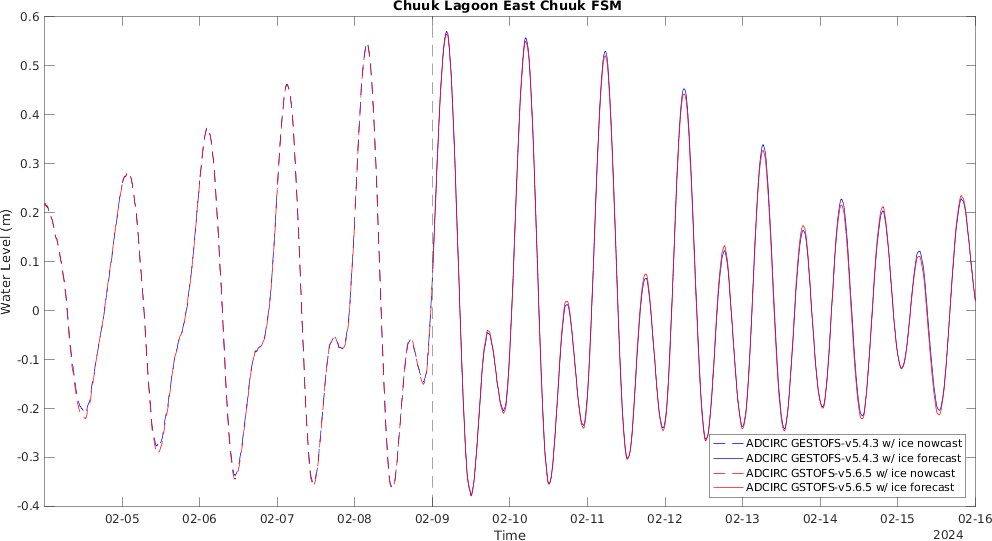 Chuuk Lagoon East Chuuk FSM
Water Level (m)
0.6
0.5
0.4
0.3
0.2
0.1
0
-0.1
-0.2
-0.3
-0.4
ADCIRC GESTOFS-v5.4.3 w/ ice nowcast
ADCIRC GESTOFS-v5.4.3 w/ ice forecast
ADCIRC GSTOFS-v5.6.5 w/ ice nowcast
ADCIRC GSTOFS-v5.6.5 w/ ice forecast
02-05 02-06 02-07 02-08 02-09 02-10 02-11 02-12 02-13 02-14 02-15 02-16
Time
2024